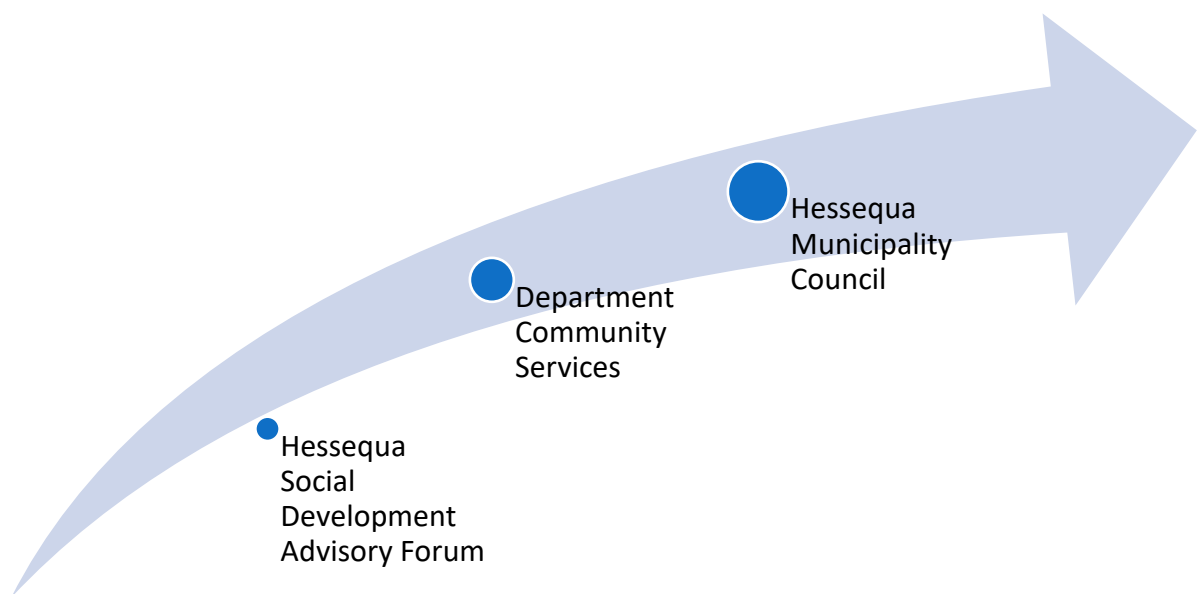 Hessequa
Municipality
Council
Department
Community
Services
Hessequa
Social
Development
Advisory Forum